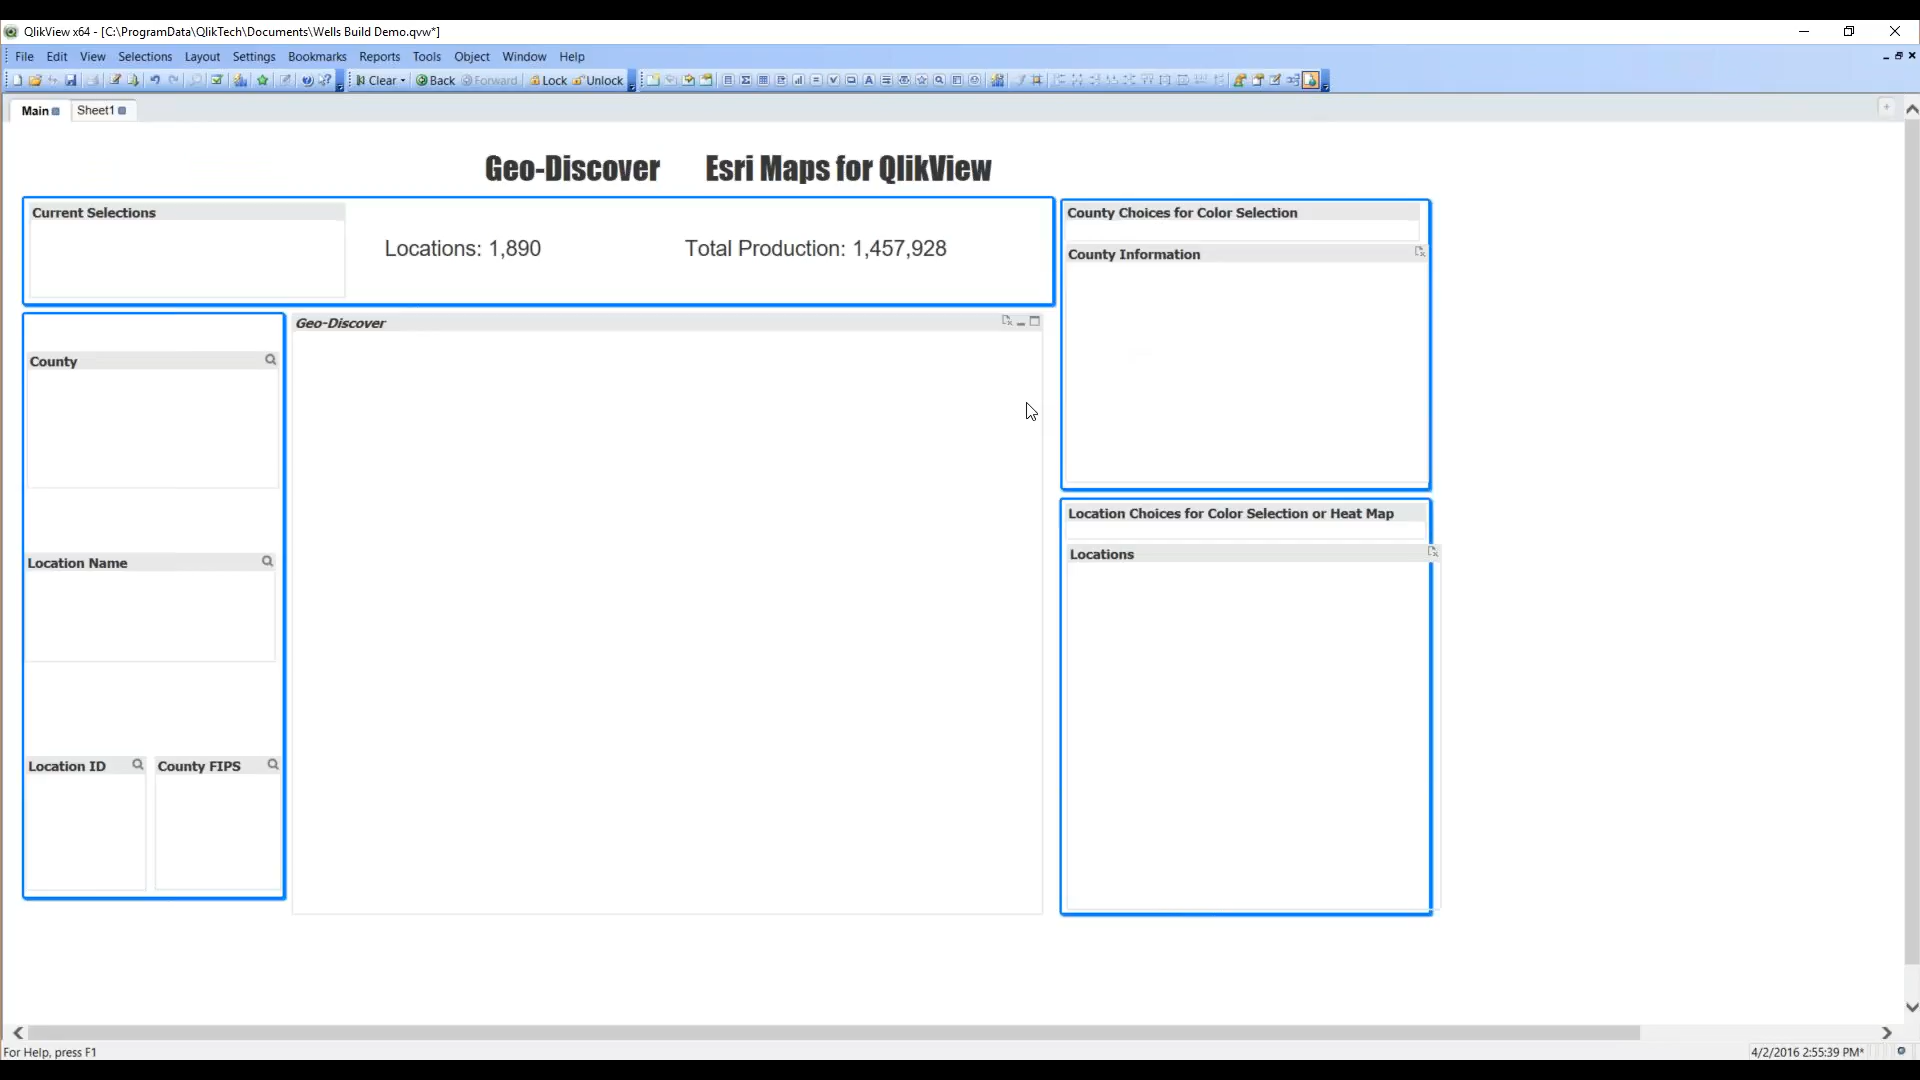 QlikView x64 - [C:\ProgramData\QlikTech\Documents\Wells Build Demo.qvw*]
File Edit View Selections Layout Settings Bookmarks Reports Tools Object Window Help
Clear Back Forward Lock Unlock
Main Sheet1
Geo-Discover Esri Maps for QlikView
Current Selections
Locations: 1,890 Total Production: 1,457,928
County Choices for Color Selection
County Information
Geo-Discover
County
Location Choices for Color Selection or Heat Map
Locations
Location Name
Location ID County FIPS
For Help, press F1 4/2/2016 2:55:39 PM*